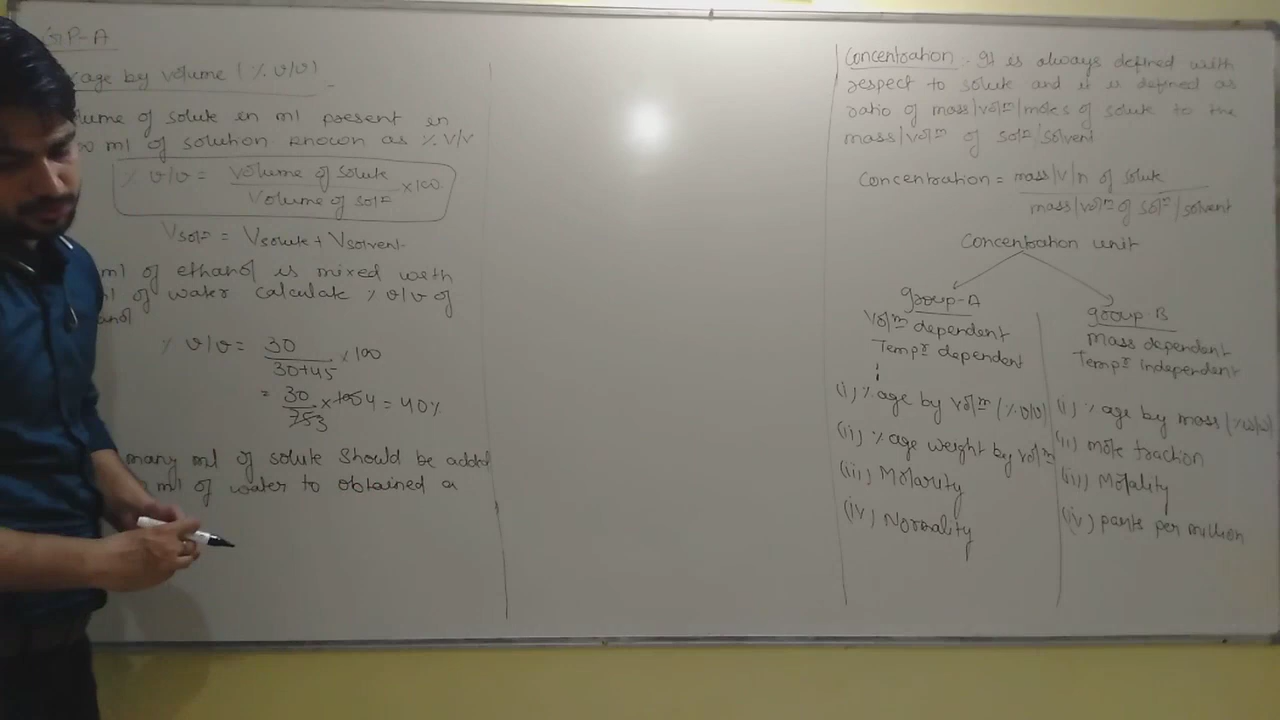 P-A
age by volume (% v/v)
lume of solute in ml present in
ml of solution known as % v/v
% v/v = volume of solute / volume of solⁿ × 100
Vsolⁿ = Vsolute + Vsolvent
ml of ethanol is mixed with
of water calculate % v/v of
% v/v = 30 / 30+45 × 100
= 30 / 75 3 × 100 4 = 40%
many ml of solute should be added
ml of water to obtained a
Concentration - It is always defined with
respect to solute and it is defined as
ratio of mass/volᵐ/moles of solute to the
mass/volᵐ of solⁿ/solvent
Concentration = mass/v/n of solute / mass/volᵐ of solⁿ/solvent
Concentration unit
group-A
Volᵐ dependent
Tempʳ dependent
(i) % age by volᵐ (% v/v)
(ii) % age weight by volᵐ
(iii) Molarity
(iv) Normality
group-B
mass dependent
Tempʳ independent
(i) % age by mass (% w/w)
(ii) mole fraction
(iii) Molality
(iv) parts per million